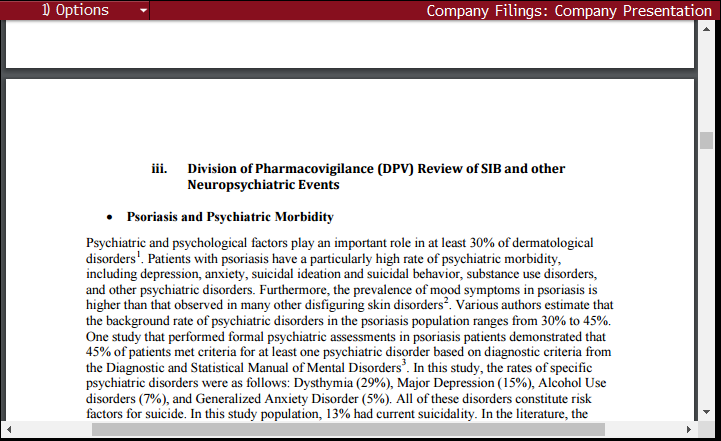 1) Options
Company Filings: Company Presentation
iii. Division of Pharmacovigilance (DPV) Review of SIB and other
Neuropsychiatric Events
• Psoriasis and Psychiatric Morbidity
Psychiatric and psychological factors play an important role in at least 30% of dermatological
disorders¹. Patients with psoriasis have a particularly high rate of psychiatric morbidity,
including depression, anxiety, suicidal ideation and suicidal behavior, substance use disorders,
and other psychiatric disorders. Furthermore, the prevalence of mood symptoms in psoriasis is
higher than that observed in many other disfiguring skin disorders². Various authors estimate that
the background rate of psychiatric disorders in the psoriasis population ranges from 30% to 45%.
One study that performed formal psychiatric assessments in psoriasis patients demonstrated that
45% of patients met criteria for at least one psychiatric disorder based on diagnostic criteria from
the Diagnostic and Statistical Manual of Mental Disorders³. In this study, the rates of specific
psychiatric disorders were as follows: Dysthymia (29%), Major Depression (15%), Alcohol Use
disorders (7%), and Generalized Anxiety Disorder (5%). All of these disorders constitute risk
factors for suicide. In this study population, 13% had current suicidality. In the literature, the